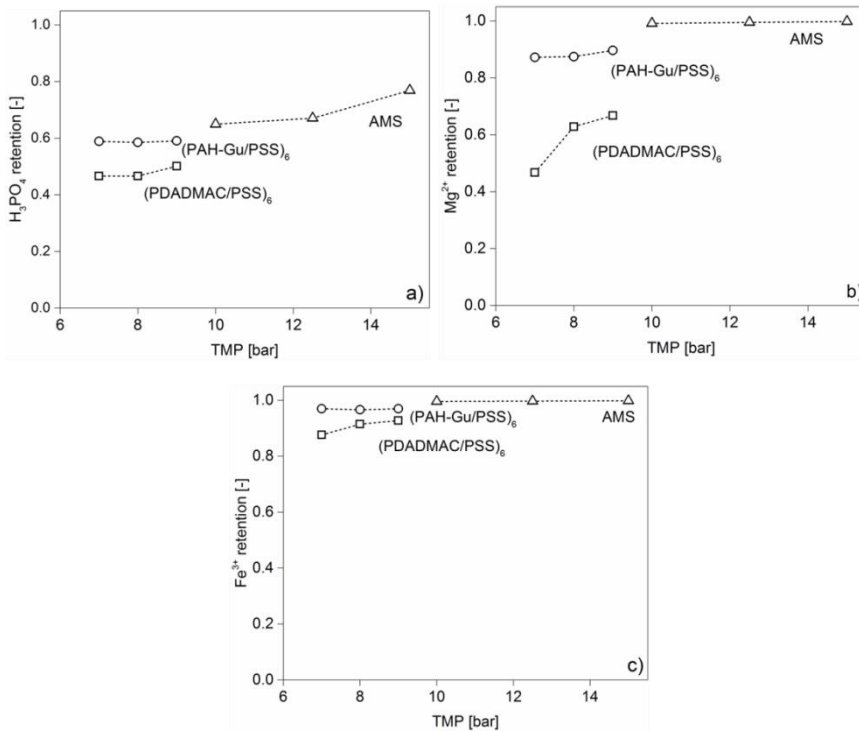 1.0
0.8
0.6
0.4
0.2
0.0
H₃PO₄ retention [-]
AMS
(PAH-Gu/PSS)₆
(PDADMAC/PSS)₆
a)
6 8 10 12 14
TMP [bar]
1.0
0.8
0.6
0.4
0.2
0.0
Mg²⁺ retention [-]
AMS
(PAH-Gu/PSS)₆
(PDADMAC/PSS)₆
b)
6 8 10 12 14
TMP [bar]
1.0
0.8
0.6
0.4
0.2
0.0
Fe³⁺ retention [-]
(PAH-Gu/PSS)₆
AMS
(PDADMAC/PSS)₆
c)
6 8 10 12 14
TMP [bar]